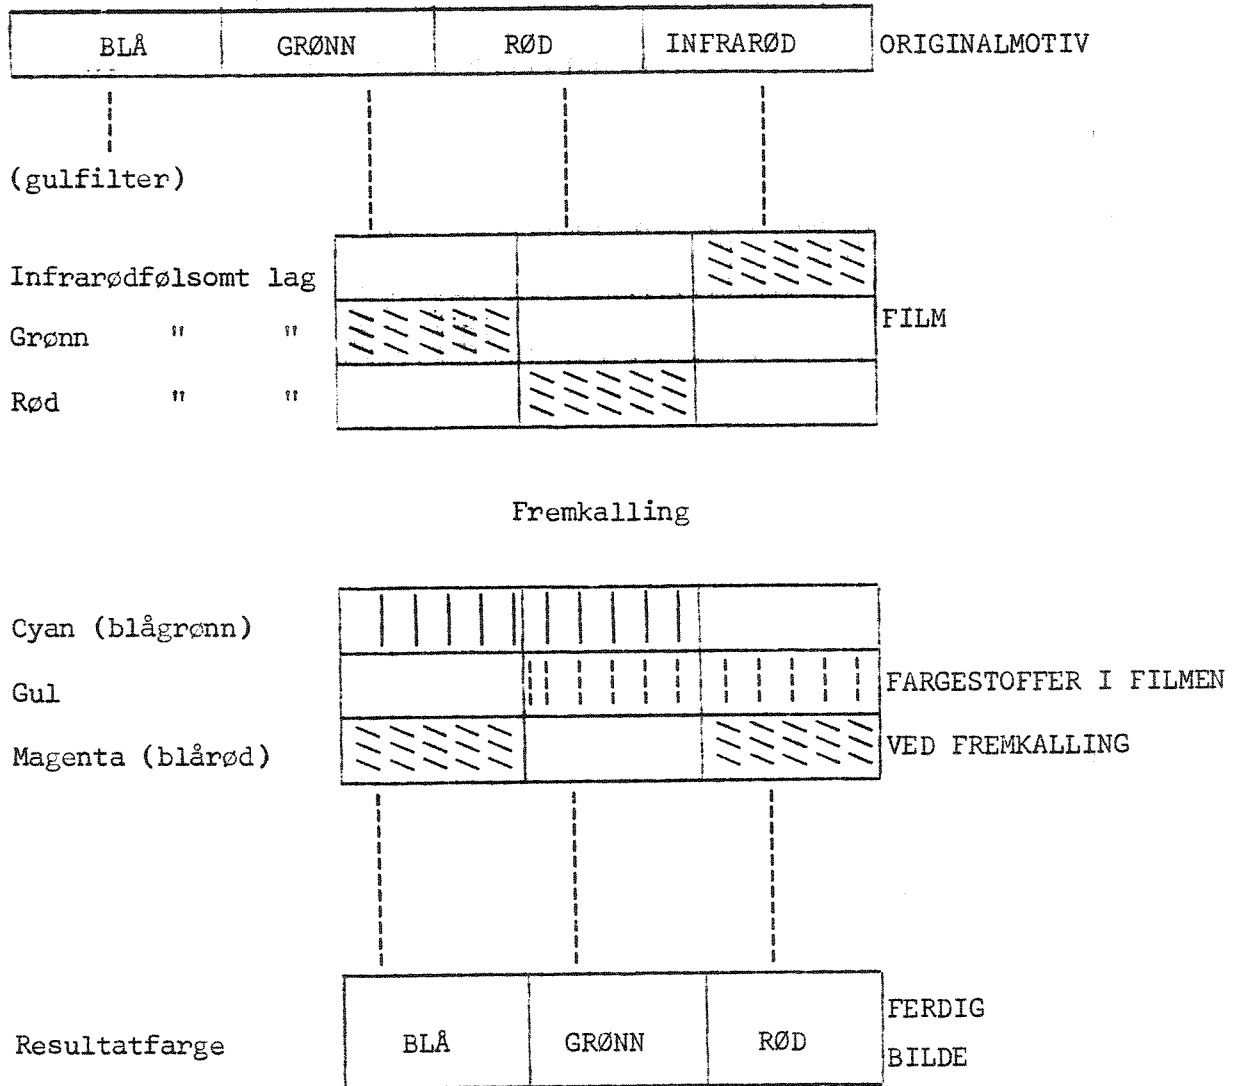 BLÅ GRØNN RØD INFRARØD ORIGINALMOTIV
(gulfilter)
Infrarødfølsomt lag
Grønn " "
FILM
Rød " "
Fremkalling
Cyan (blågrønn)
Gul
FARGESTOFFER I FILMEN
Magenta (blårød)
VED FREMKALLING
Resultatfarge
BLÅ GRØNN RØD
FERDIG
BILDE